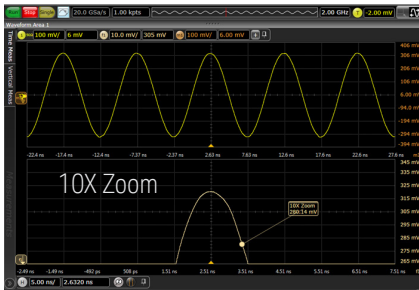 Run Stop Single 20.0 GSa/s 1.00 kpts 2.00 GHz T -2.00 mV
Waveform Area 1
100 mV/ 6 mV 10.0 mV/ 305 mV 100 mV/ 6.00 mV
Time Meas
Vertical Meas
406 mV
306 mV
206 mV
106 mV
6.00 mV
-94.0 mV
-194 mV
-294 mV
-394 mV
-22.4 ns -17.4 ns -12.4 ns -7.37 ns -2.37 ns 2.63 ns 7.63 ns 12.6 ns 17.6 ns 22.6 ns 27.6 ns
345 mV
335 mV
325 mV
315 mV
305 mV
295 mV
285 mV
275 mV
265 mV
10X Zoom
10X Zoom
280.14 mV
-2.49 ns -1.49 ns -492 ps 508 ps 1.51 ns 2.51 ns 3.51 ns 4.51 ns 5.51 ns 6.51 ns 7.51 ns
H 5.00 ns/ 2.6320 ns